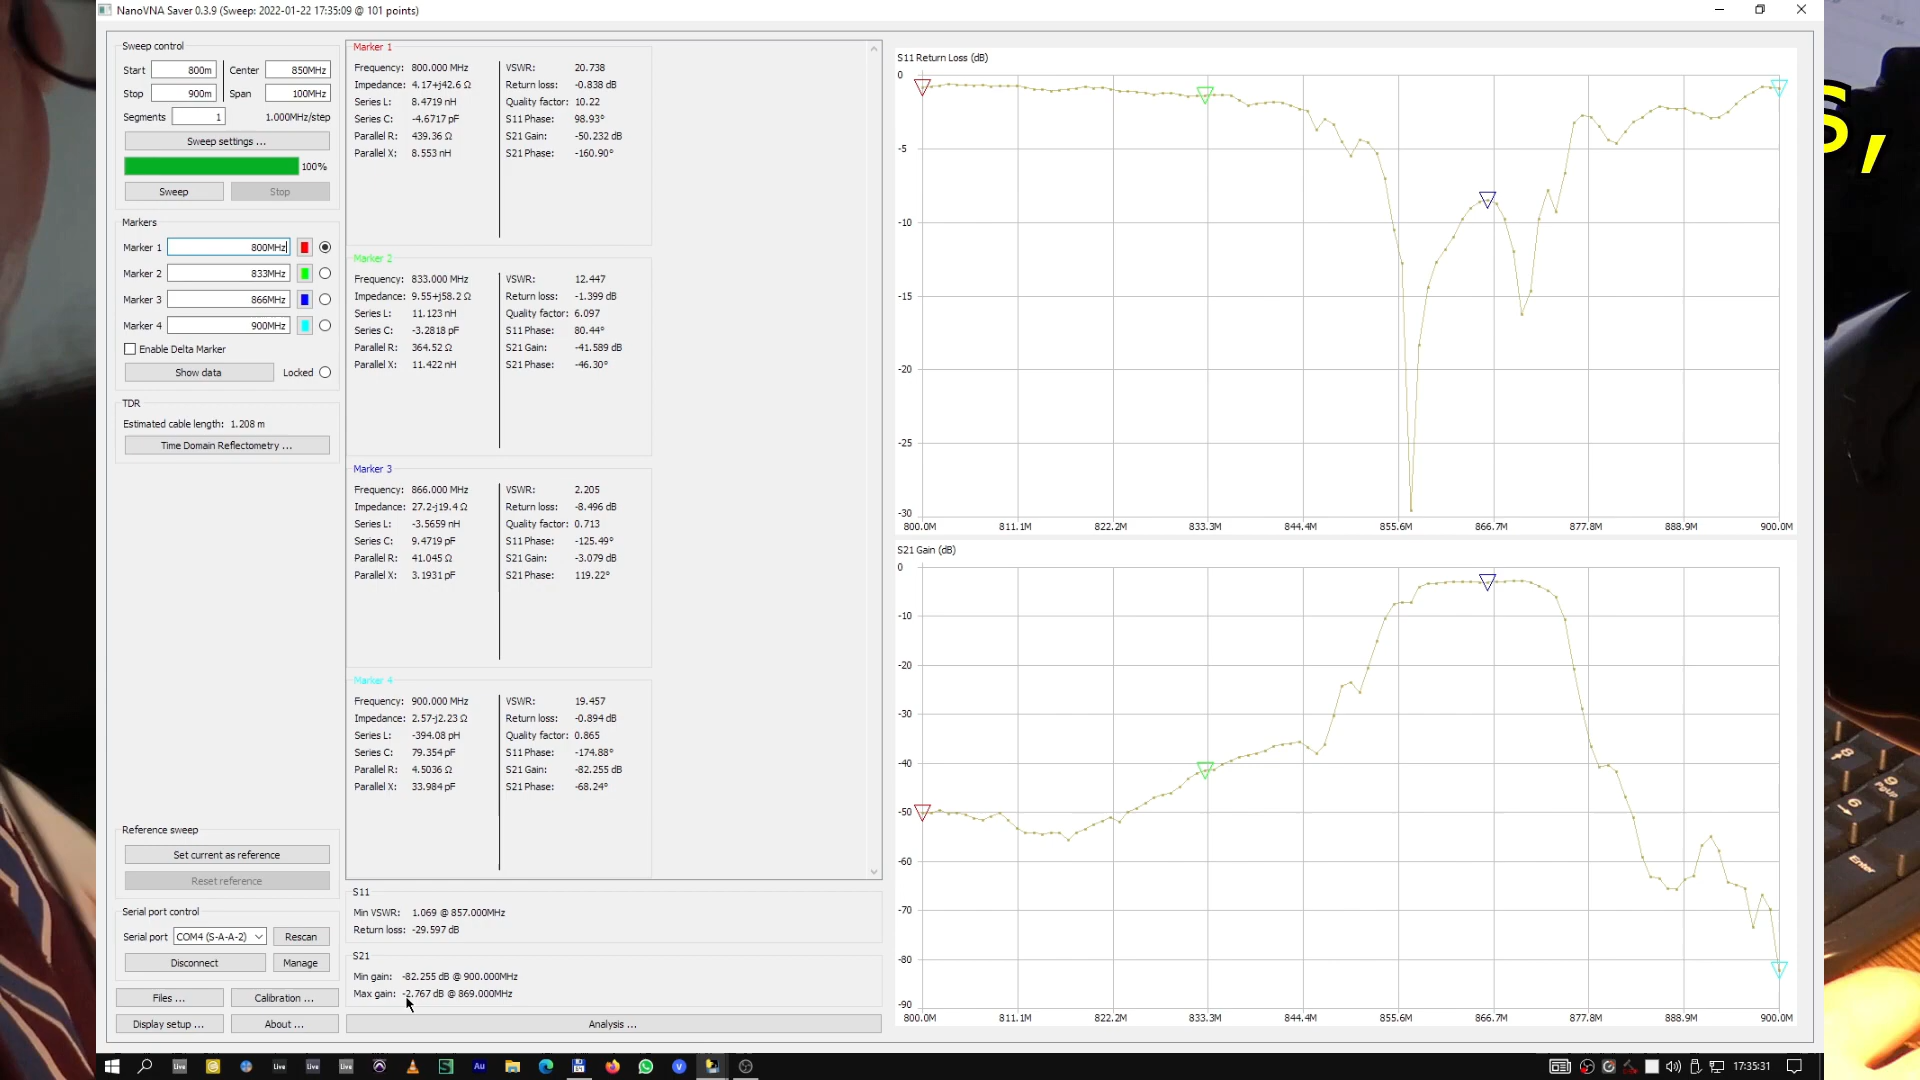 NanoVNA Saver 0.3.9 (Sweep: 2022-01-22 17:35:09 @ 101 points)
Sweep control
Start 800m Center 850MHz
Stop 900m Span 100MHz
Segments 1 1.000MHz/step
Sweep settings ...
100%
Sweep Stop
Markers
Marker 1 800MHz
Marker 2 833MHz
Marker 3 866MHz
Marker 4 900MHz
Enable Delta Marker
Show data Locked
TDR
Estimated cable length: 1.208 m
Time Domain Reflectometry ...
Reference sweep
Set current as reference
Reset reference
Serial port control
Serial port COM4 (S-A-A-2) Rescan
Disconnect Manage
Files ... Calibration ...
Display setup ... About ...
Marker 1
Frequency: 800.000 MHz VSWR: 20.738
Impedance: 4.17+j42.6 Ω Return loss: -0.838 dB
Series L: 8.4719 nH Quality factor: 10.22
Series C: -4.6717 pF S11 Phase: 98.93°
Parallel R: 439.36 Ω S21 Gain: -50.232 dB
Parallel X: 8.553 nH S21 Phase: -160.90°
Marker 2
Frequency: 833.000 MHz VSWR: 12.447
Impedance: 9.55+j58.2 Ω Return loss: -1.399 dB
Series L: 11.123 nH Quality factor: 6.097
Series C: -3.2818 pF S11 Phase: 80.44°
Parallel R: 364.52 Ω S21 Gain: -41.589 dB
Parallel X: 11.422 nH S21 Phase: -46.30°
Marker 3
Frequency: 866.000 MHz VSWR: 2.205
Impedance: 27.2-j19.4 Ω Return loss: -8.496 dB
Series L: -3.5659 nH Quality factor: 0.713
Series C: 9.4719 pF S11 Phase: -125.49°
Parallel R: 41.045 Ω S21 Gain: -3.079 dB
Parallel X: 3.1931 pF S21 Phase: 119.22°
Marker 4
Frequency: 900.000 MHz VSWR: 19.457
Impedance: 2.57-j2.23 Ω Return loss: -0.894 dB
Series L: -394.08 pH Quality factor: 0.865
Series C: 79.354 pF S11 Phase: -174.88°
Parallel R: 4.5036 Ω S21 Gain: -82.255 dB
Parallel X: 33.984 pF S21 Phase: -68.24°
S11
Min VSWR: 1.069 @ 857.000MHz
Return loss: -29.597 dB
S21
Min gain: -82.255 dB @ 900.000MHz
Max gain: -2.767 dB @ 869.000MHz
Analysis ...
S11 Return Loss (dB)
0
-5
-10
-15
-20
-25
-30
800.0M 811.1M 822.2M 833.3M 844.4M 855.6M 866.7M 877.8M 888.9M 900.0M
S21 Gain (dB)
0
-10
-20
-30
-40
-50
-60
-70
-80
-90
800.0M 811.1M 822.2M 833.3M 844.4M 855.6M 866.7M 877.8M 888.9M 900.0M
s,
8
9
PgUp
6
Enter
Live Live Live Live Au
17:35:31